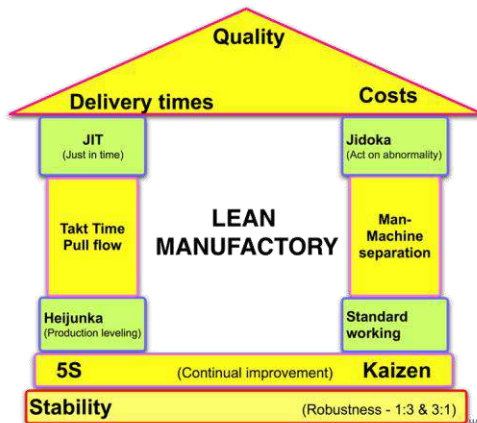 Quality
Delivery times
Costs
JIT
(Just in time)
Jidoka
(Act on abnormality)
Takt Time
Pull flow
LEAN
MANUFACTORY
Man-
Machine
separation
Heijunka
(Production leveling)
Standard
working
5S (Continual improvement) Kaizen
Stability (Robustness - 1:3 & 3:1)